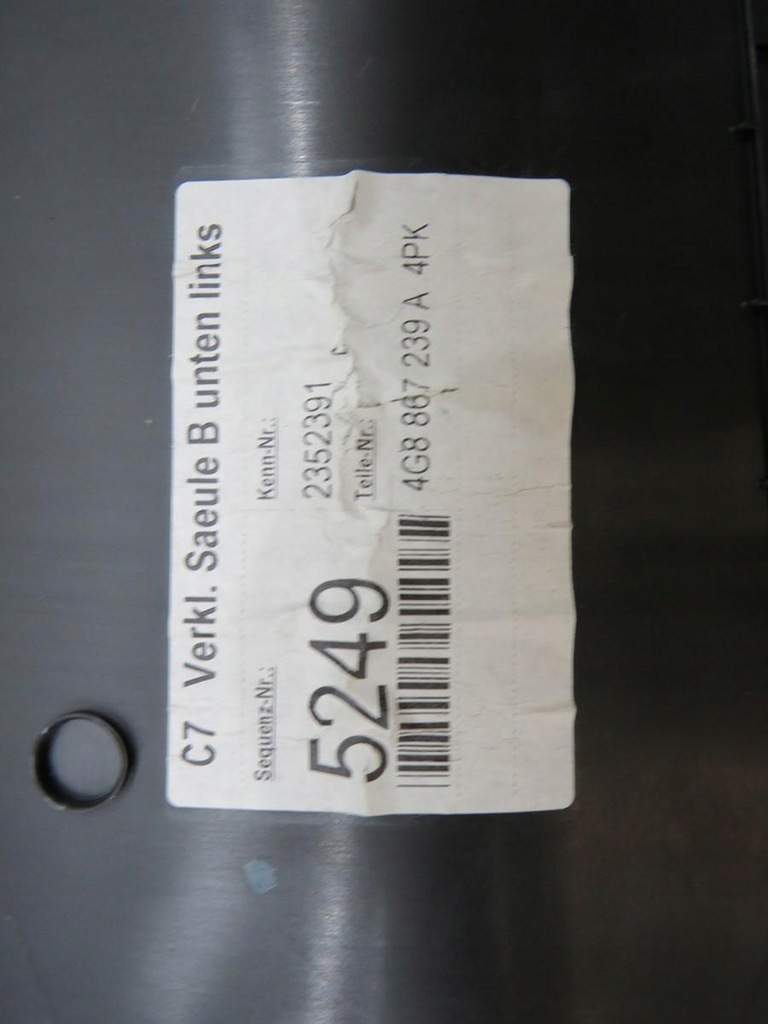 C7 Verkl. Saeule B unten links
Sequenz-Nr.:
5249
Kenn-Nr.:
2352391
Teile-Nr.:
4G8 867 239 A 4PK